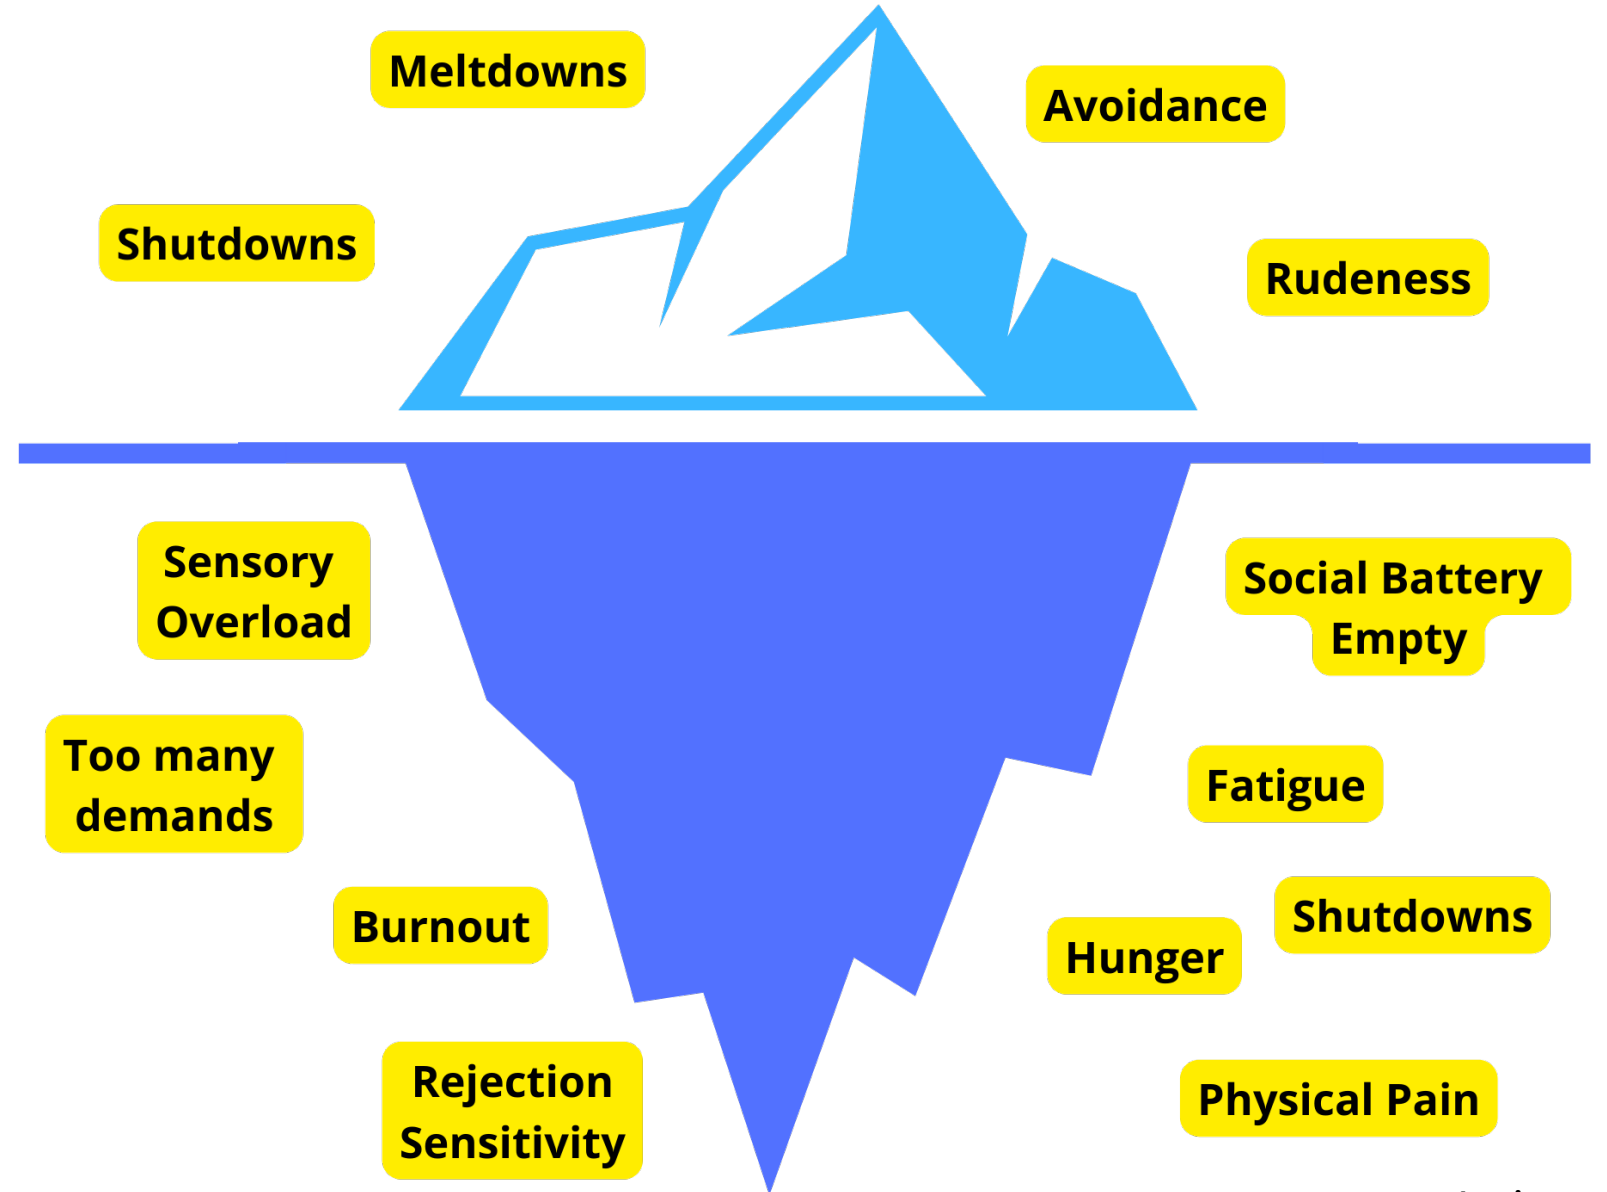 Meltdowns
Avoidance
Shutdowns
Rudeness
Sensory
Overload
Social Battery
Empty
Too many
demands
Fatigue
Burnout
Shutdowns
Hunger
Rejection
Sensitivity
Physical Pain